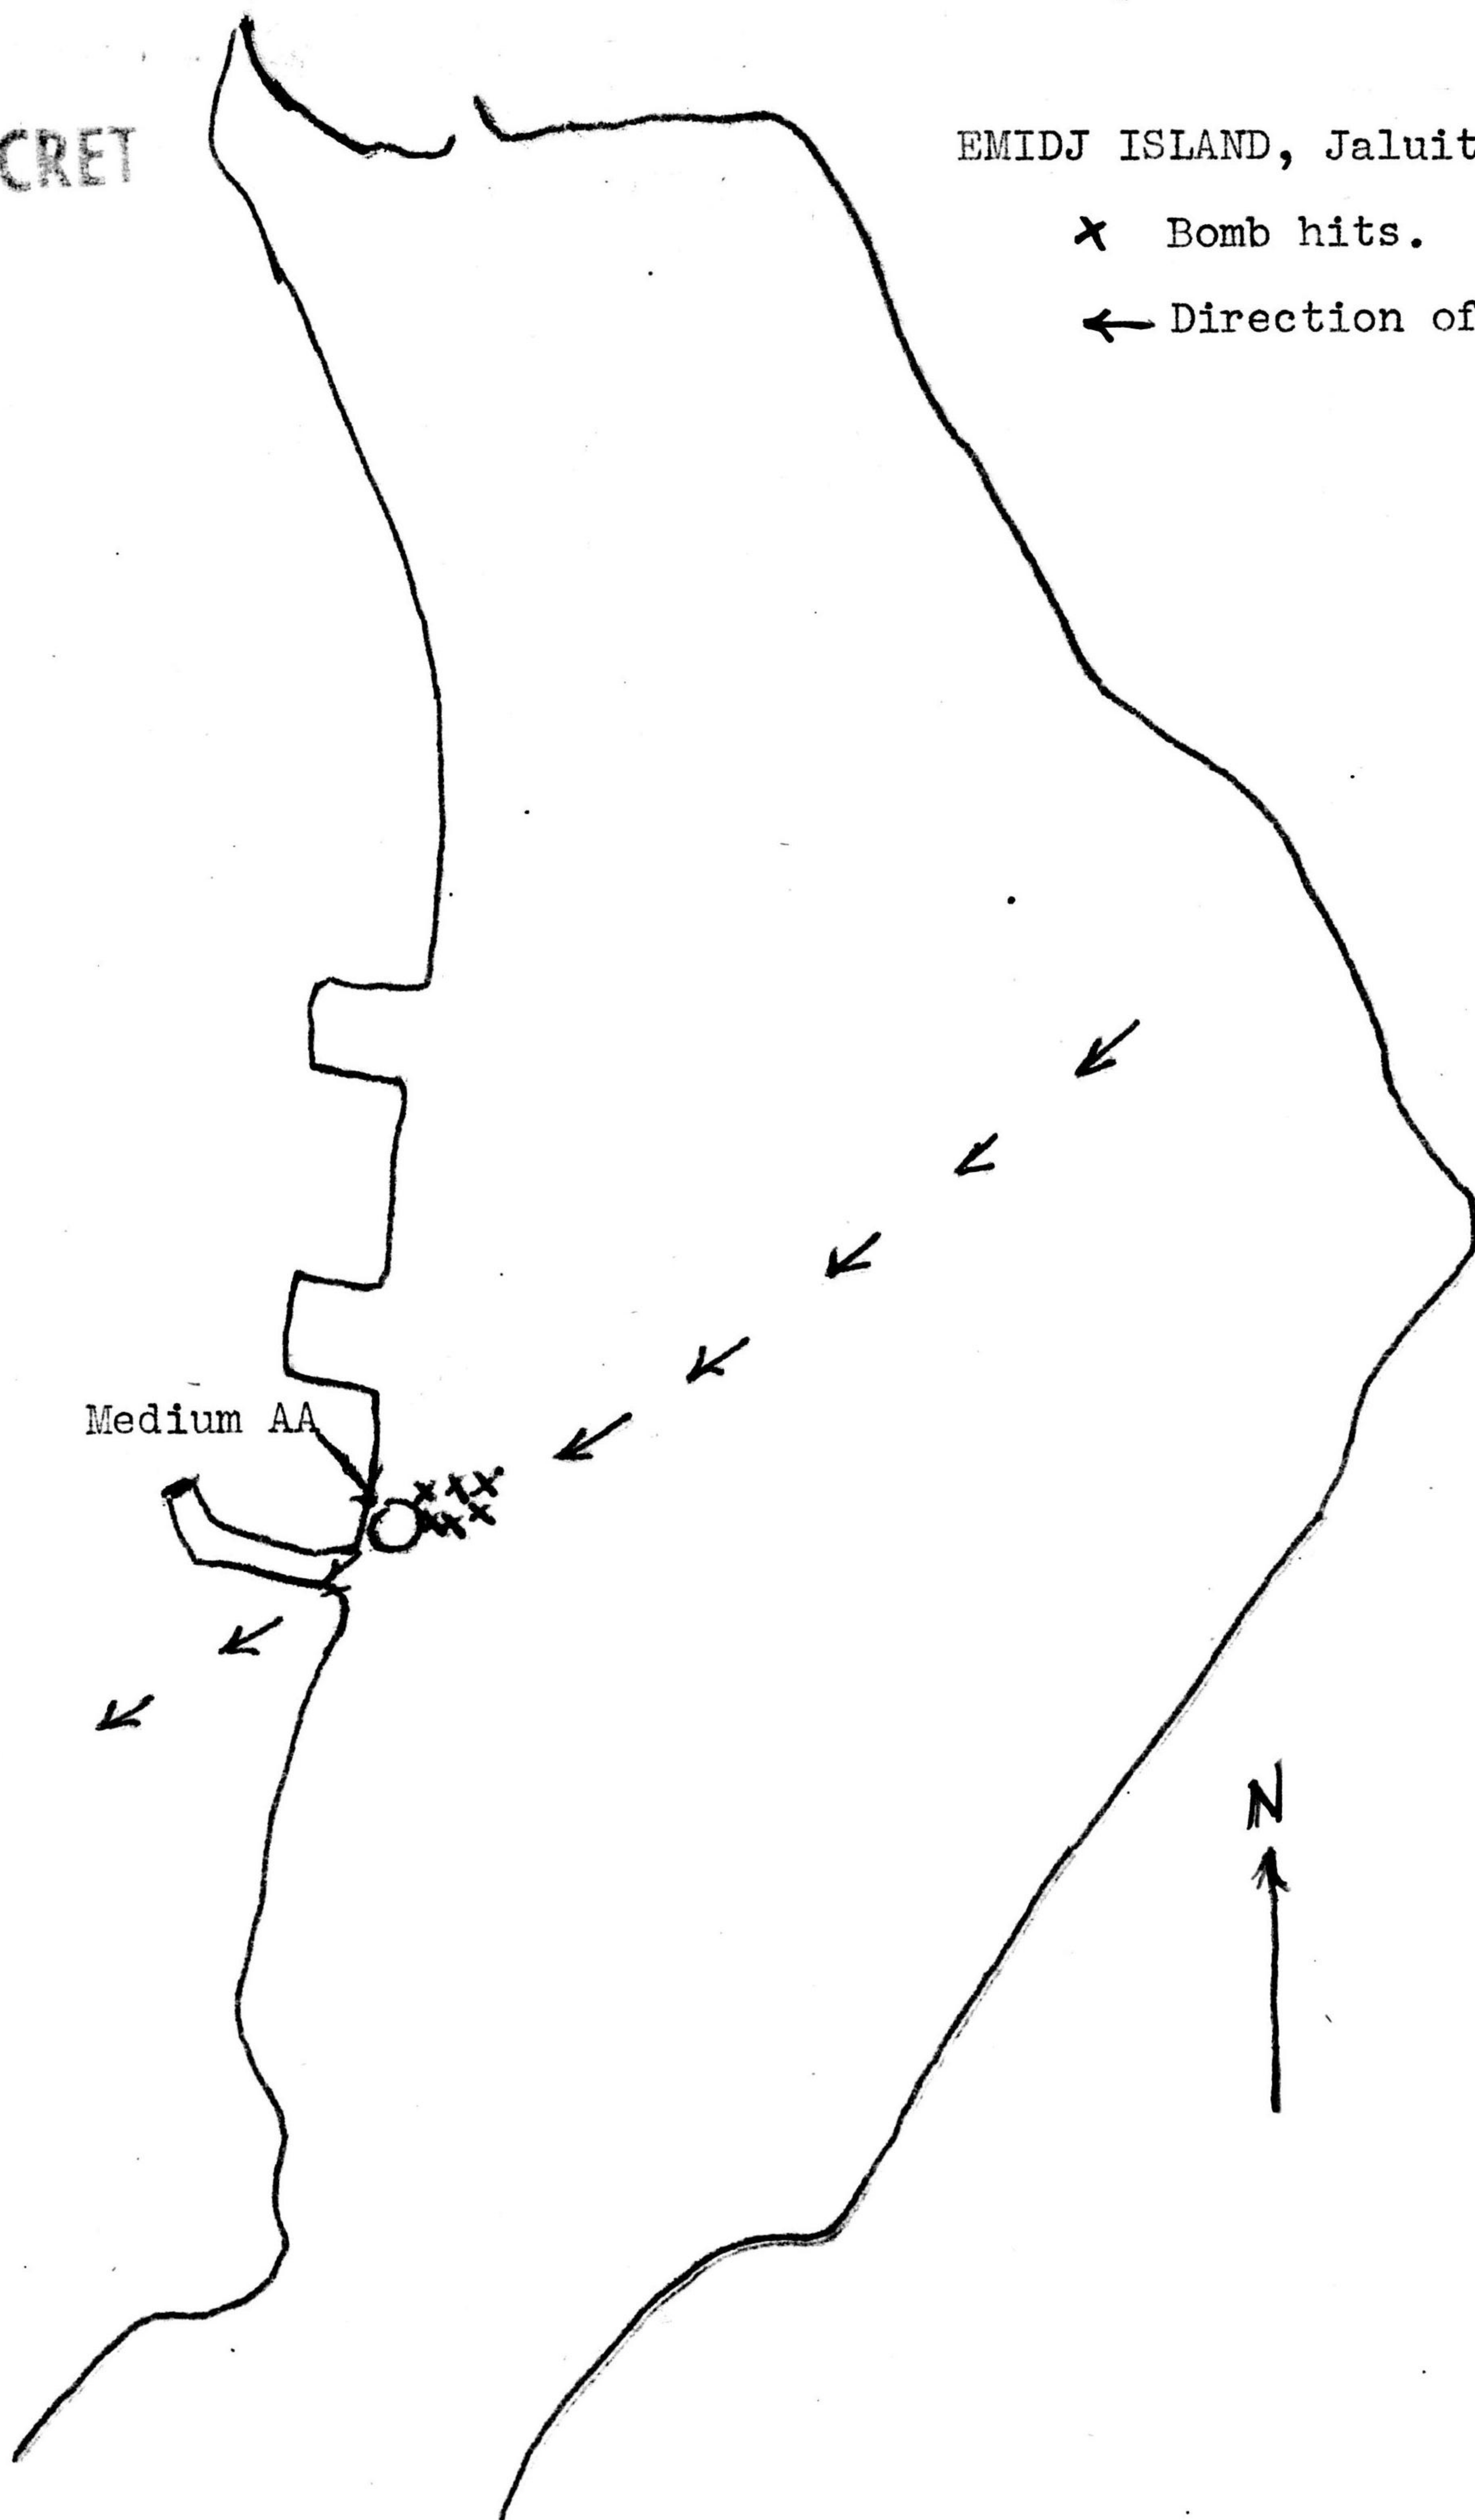 CRET
EMIDJ ISLAND, Jaluit
x Bomb hits.
← Direction of
Medium AA
N